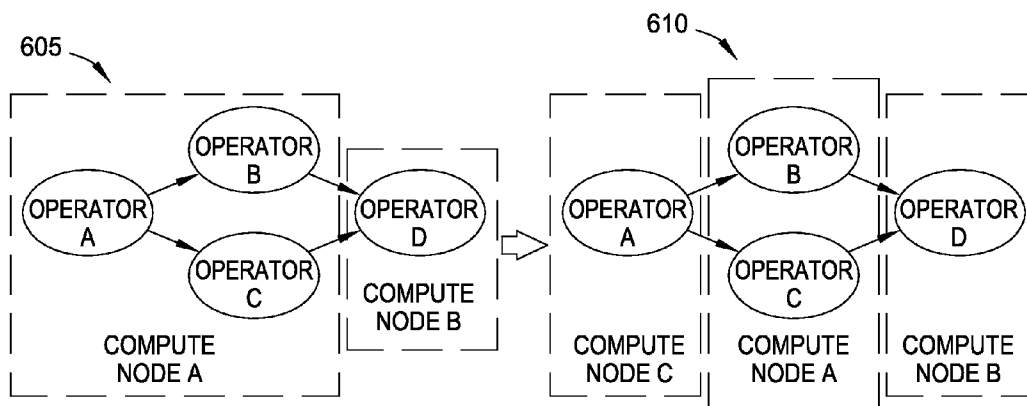 605
610
OPERATOR
A
OPERATOR
B
OPERATOR
C
OPERATOR
D
COMPUTE
NODE A
COMPUTE
NODE B
OPERATOR
A
OPERATOR
B
OPERATOR
C
OPERATOR
D
COMPUTE
NODE C
COMPUTE
NODE A
COMPUTE
NODE B